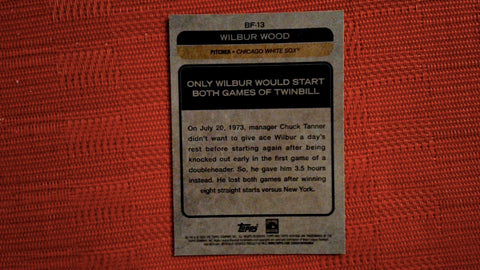 BF-13
WILBUR WOOD
PITCHER • CHICAGO WHITE SOX™
ONLY WILBUR WOULD START
BOTH GAMES OF TWINBILL
On July 20, 1973, manager Chuck Tanner
didn't want to give ace Wilbur a day's
rest before starting again after being
knocked out early in the first game of a
doubleheader. So, he gave him 3.5 hours
instead. He lost both games after winning
eight straight starts versus New York.
Topps